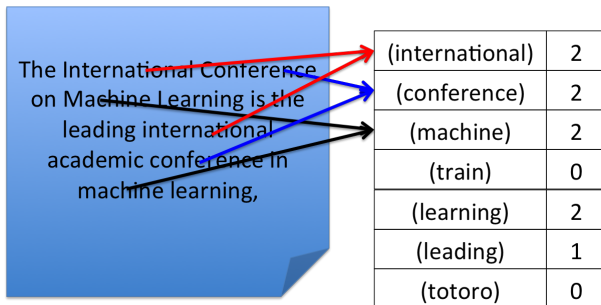 The International Conference
on Machine Learning is the
leading international
academic conference in
machine learning,
(international) 2
(conference) 2
(machine) 2
(train) 0
(learning) 2
(leading) 1
(totoro) 0